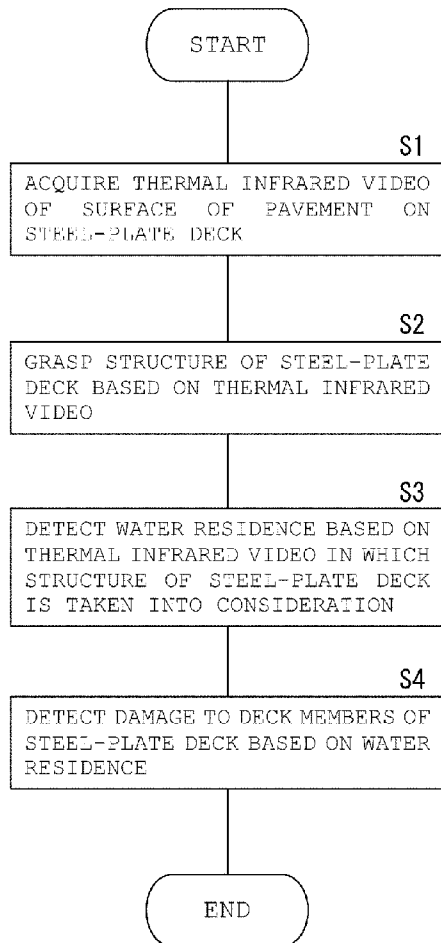 START
S1
ACQUIRE THERMAL INFRARED VIDEO
OF SURFACE OF PAVEMENT ON
STEEL-PLATE DECK
S2
GRASP STRUCTURE OF STEEL-PLATE
DECK BASED ON THERMAL INFRARED
VIDEO
S3
DETECT WATER RESIDENCE BASED ON
THERMAL INFRARED VIDEO IN WHICH
STRUCTURE OF STEEL-PLATE DECK
IS TAKEN INTO CONSIDERATION
S4
DETECT DAMAGE TO DECK MEMBERS OF
STEEL-PLATE DECK BASED ON WATER
RESIDENCE
END